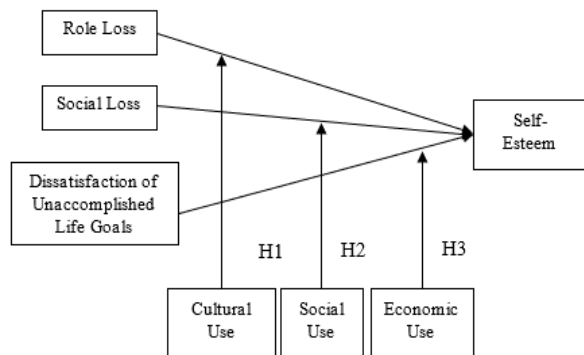 Role Loss
Social Loss
Self-
Esteem
Dissatisfaction of
Unaccomplished
Life Goals
H1
H2
H3
Cultural
Use
Social
Use
Economic
Use